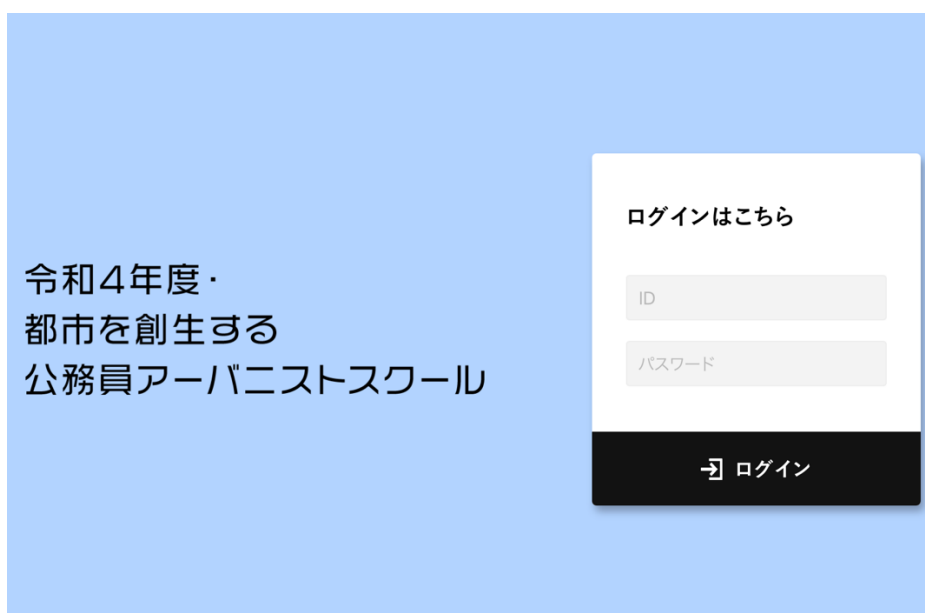 令和4年度・
都市を創生する
公務員アーバニストスクール
ログインはこちら
ID
パスワード
ログイン